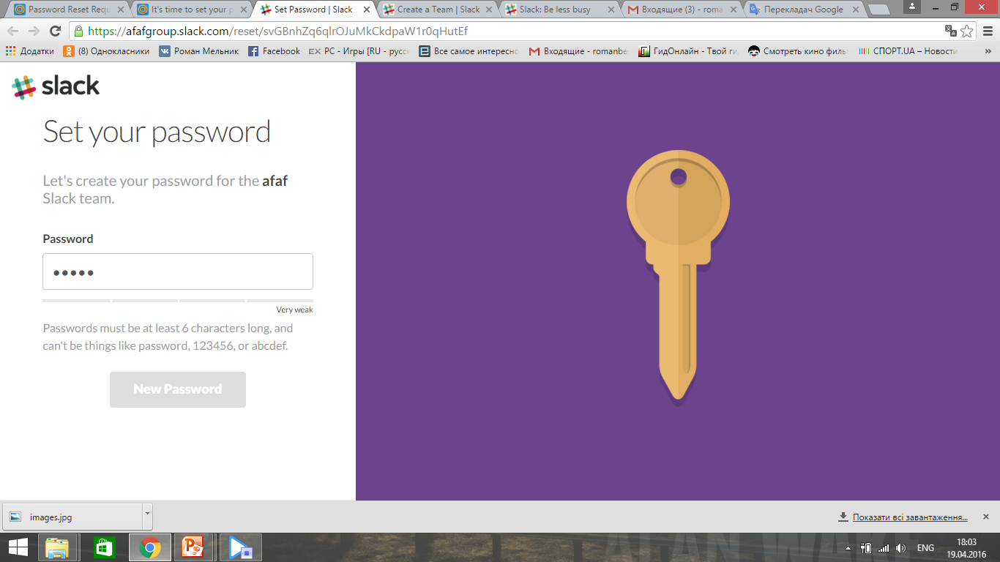 Password Reset Requ
It's time to set your p
Set Password | Slack
Create a Team | Slack
Slack: Be less busy
Входящие (3) - roma
Перекладач Google
https://afafgroup.slack.com/reset/svGBnhZq6qlrOJuMkCkdpaW1r0qHutEf
Додатки
(8) Одноклассники
Роман Мельник
Facebook
EX PC - Игры [RU - русс
Все самое интересно
Входящие - romanbe
ГидОнлайн - Твой ги
Смотреть кино филь
СПОРТ.UA – Новости
»
slack
Set your password
Let's create your password for the afaf
Slack team.
Password
Very weak
Passwords must be at least 6 characters long, and
can't be things like password, 123456, or abcdef.
New Password
images.jpg
Показати всі завантаження...
ALAN WAKE
ENG
18:03
19.04.2016